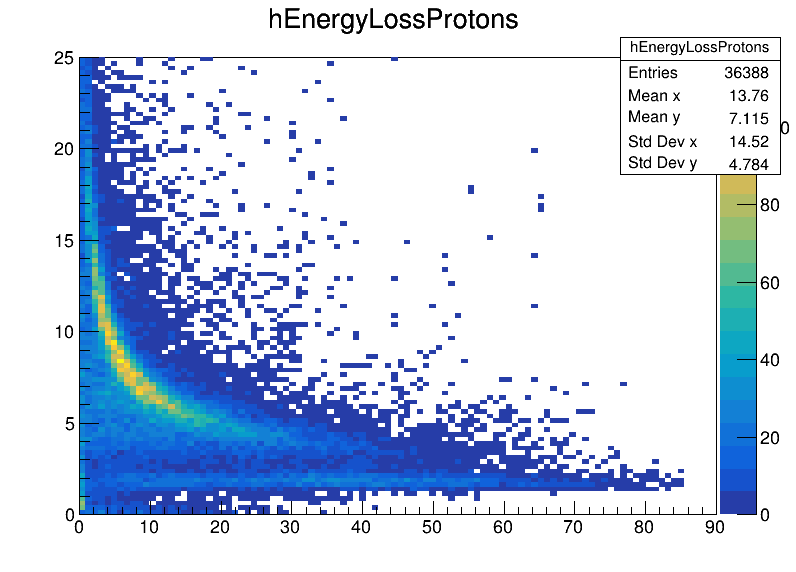 hEnergyLossProtons
hEnergyLossProtons
Entries 36388
Mean x 13.76
Mean y 7.115
Std Dev x 14.52
Std Dev y 4.784
25
20
15
10
5
0
0 10 20 30 40 50 60 70 80 90
0
80
60
40
20
0